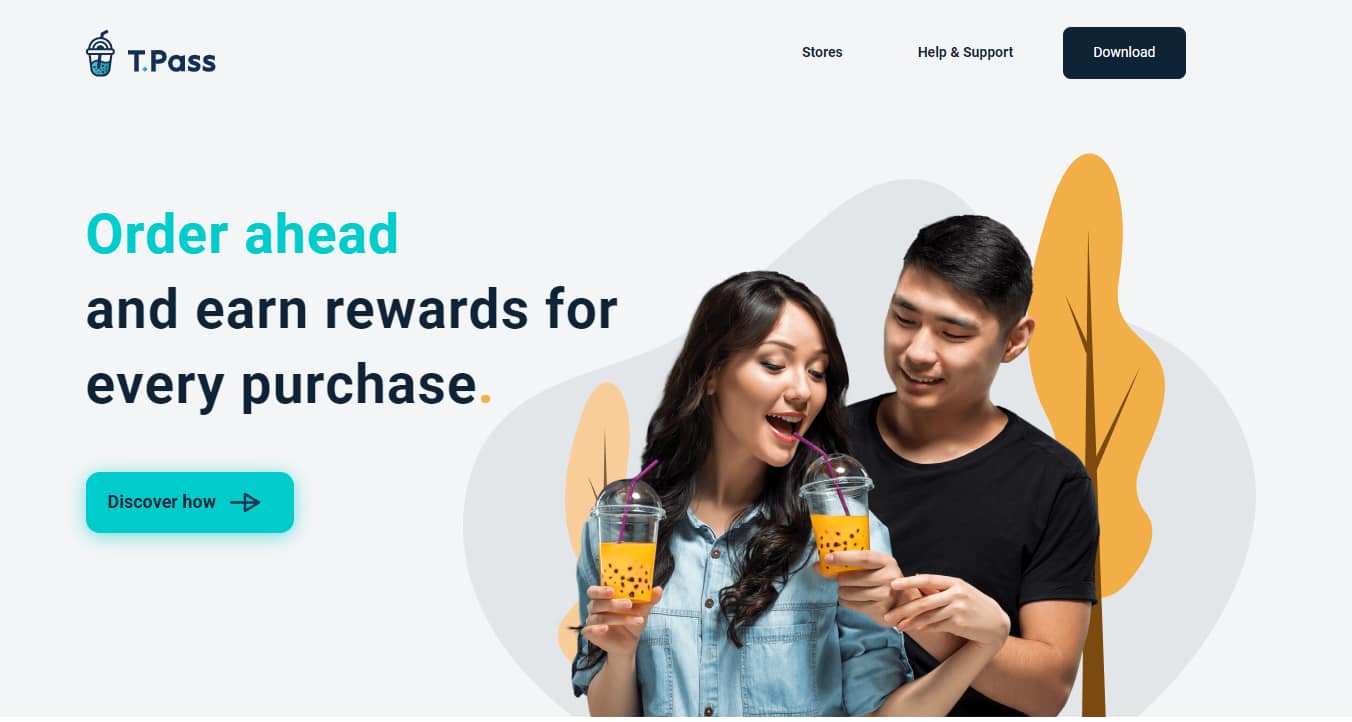 T.Pass
Stores
Help & Support
Download
Order ahead
and earn rewards for
every purchase.
Discover how